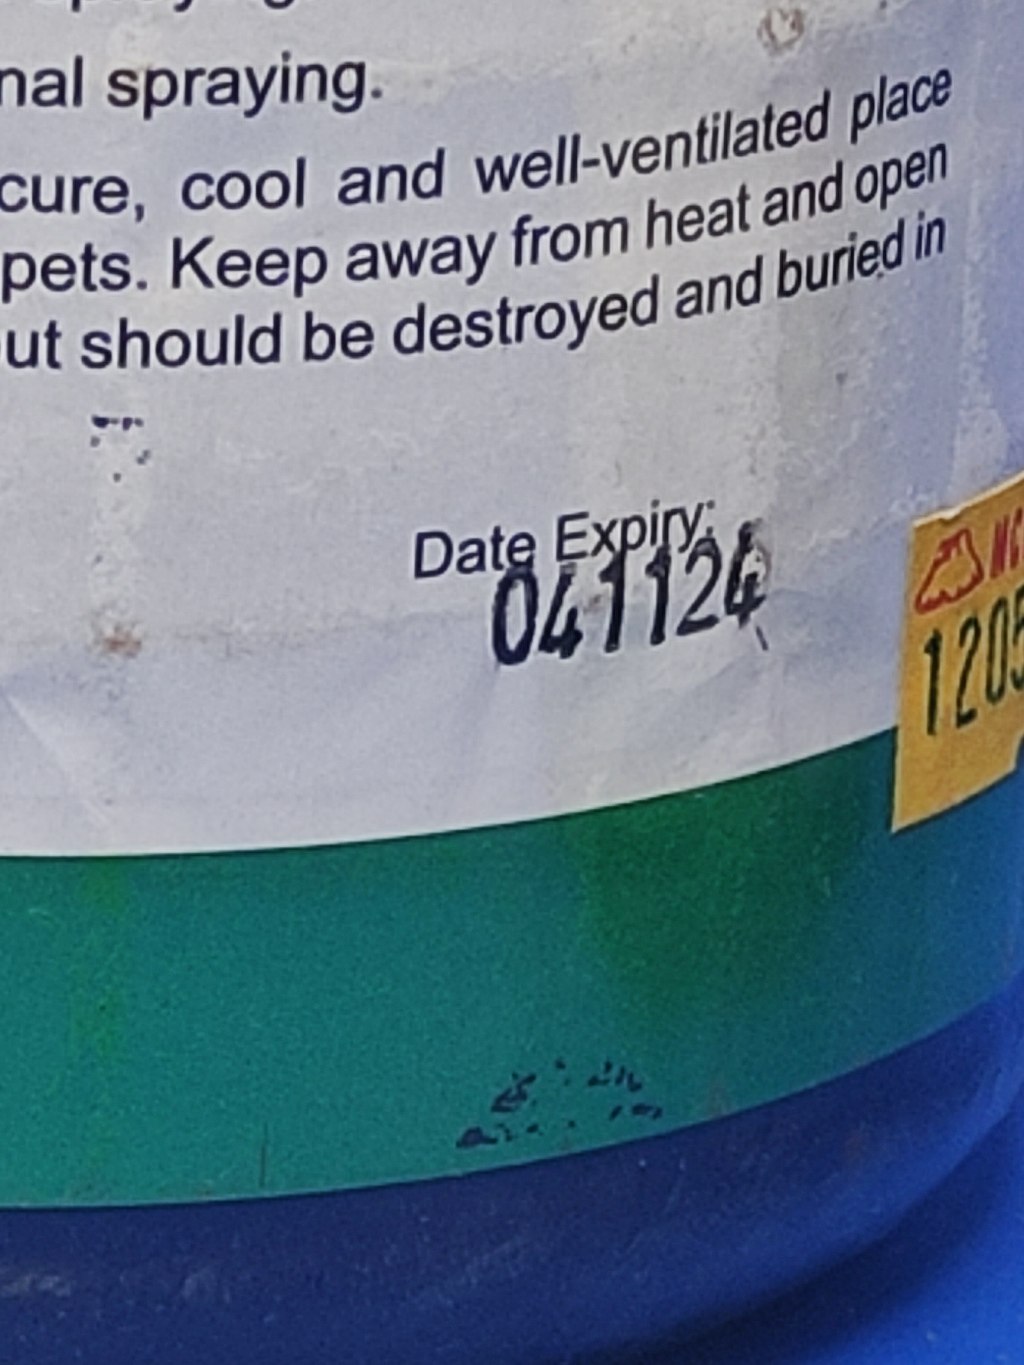 nal spraying.
cure, cool and well-ventilated place
pets. Keep away from heat and open
ut should be destroyed and buried in
Date Expiry:
041124
1205